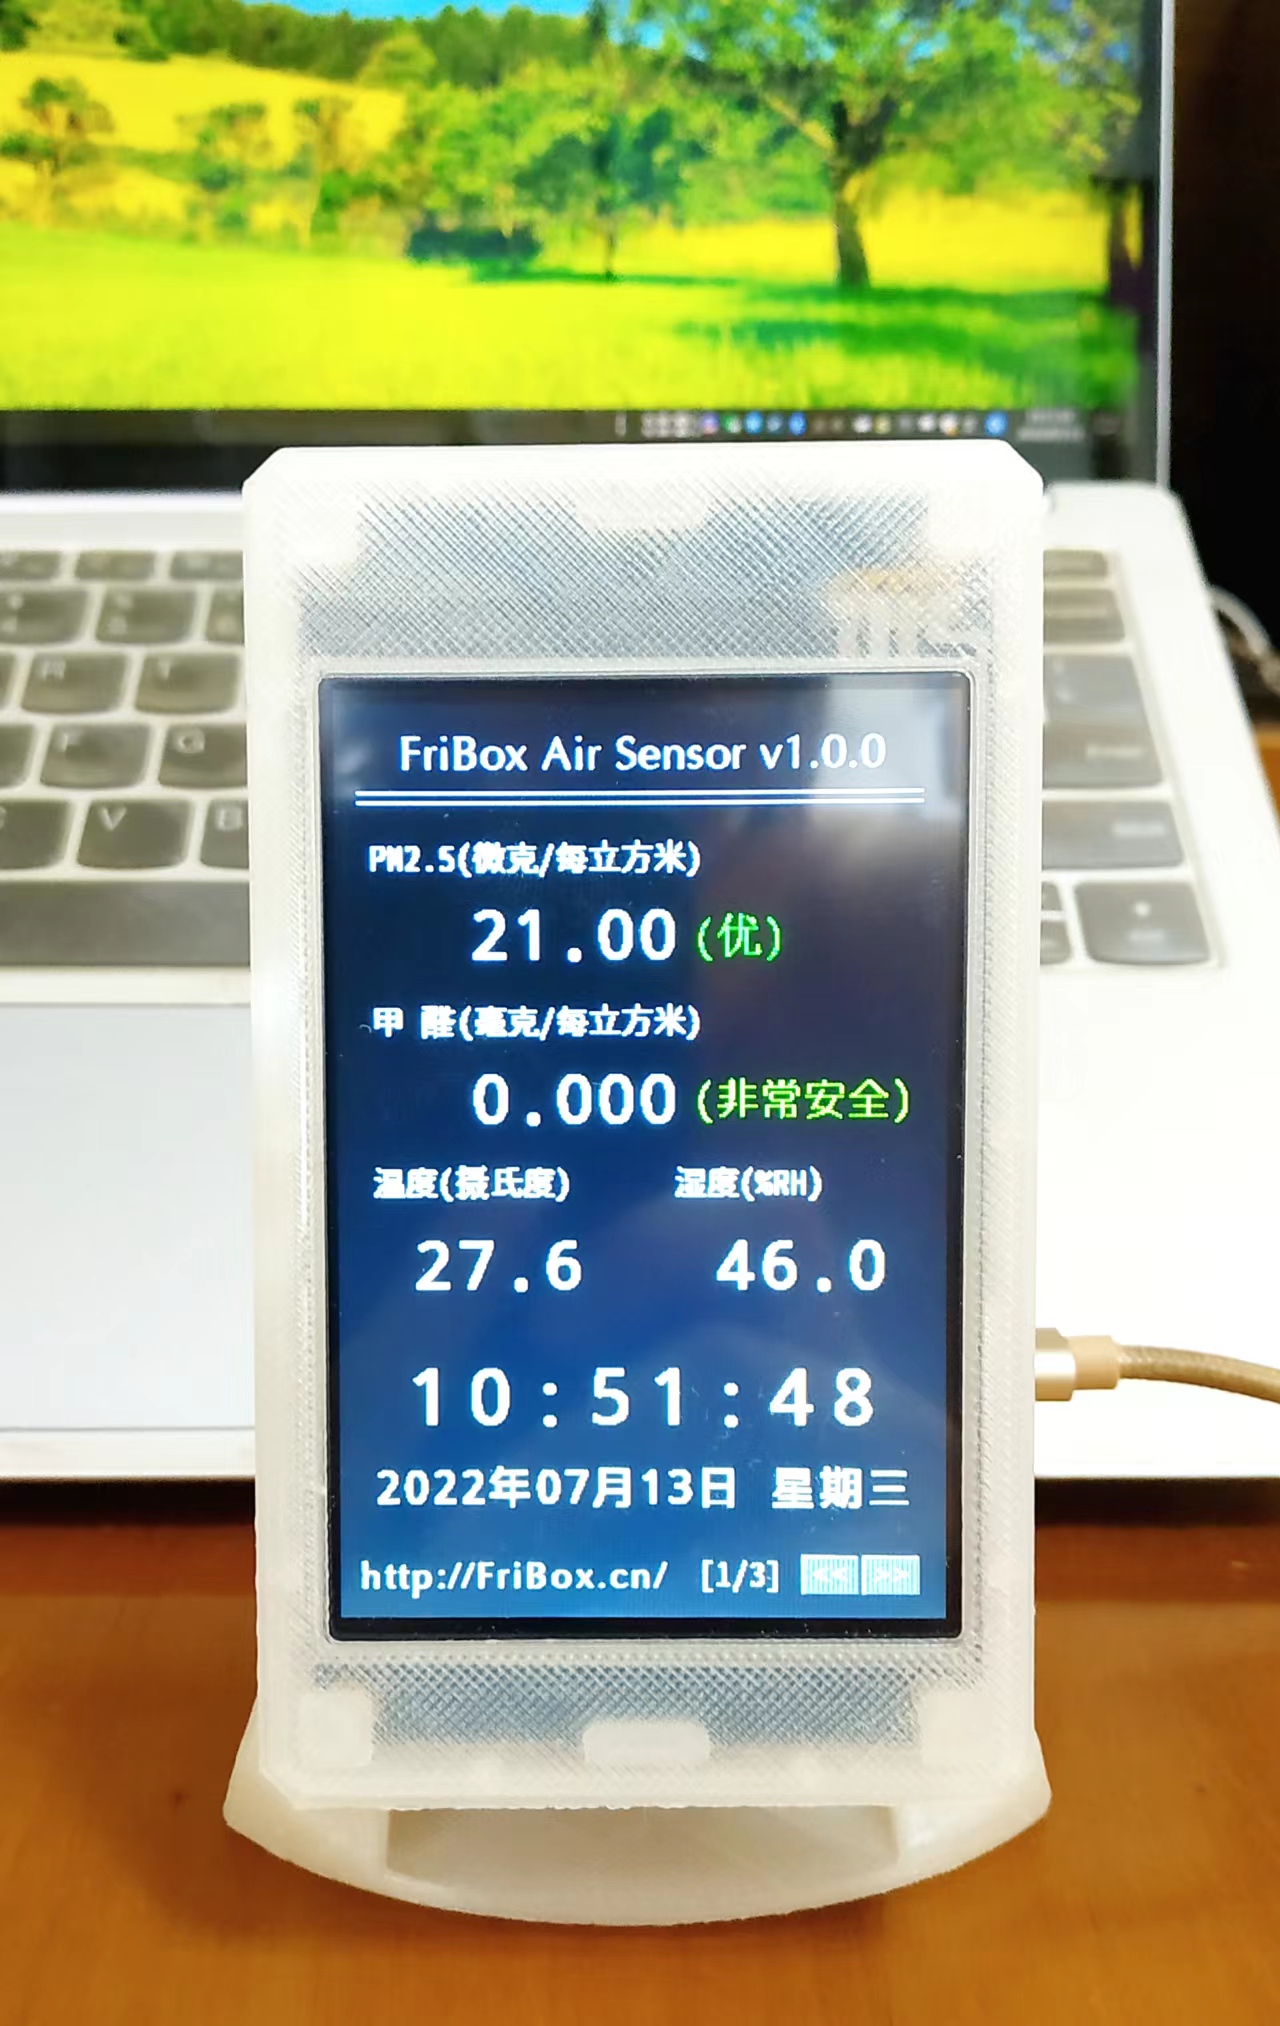 FriBox Air Sensor v1.0.0
PM2.5(微克/每立方米)
21.00 (优)
甲 醛(毫克/每立方米)
0.000 (非常安全)
温度(摄氏度) 湿度(%RH)
27.6 46.0
10:51:48
2022年07月13日 星期三
http://FriBox.cn/ [1/3] << >>
R
F G
C V B